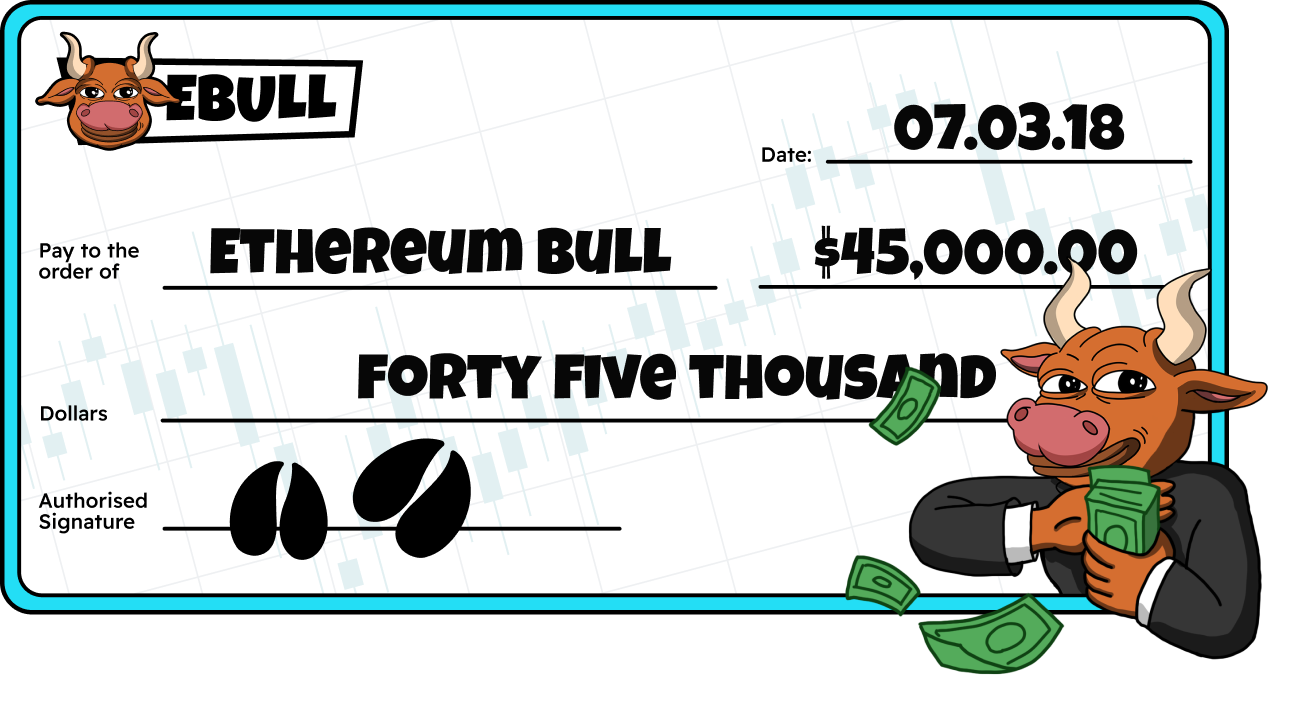 EBULL
Date: 07.03.18
Pay to the
order of
ETHEREUM BULL $45,000.00
FORTY FIVE THOUSAND
Dollars
Authorised
Signature